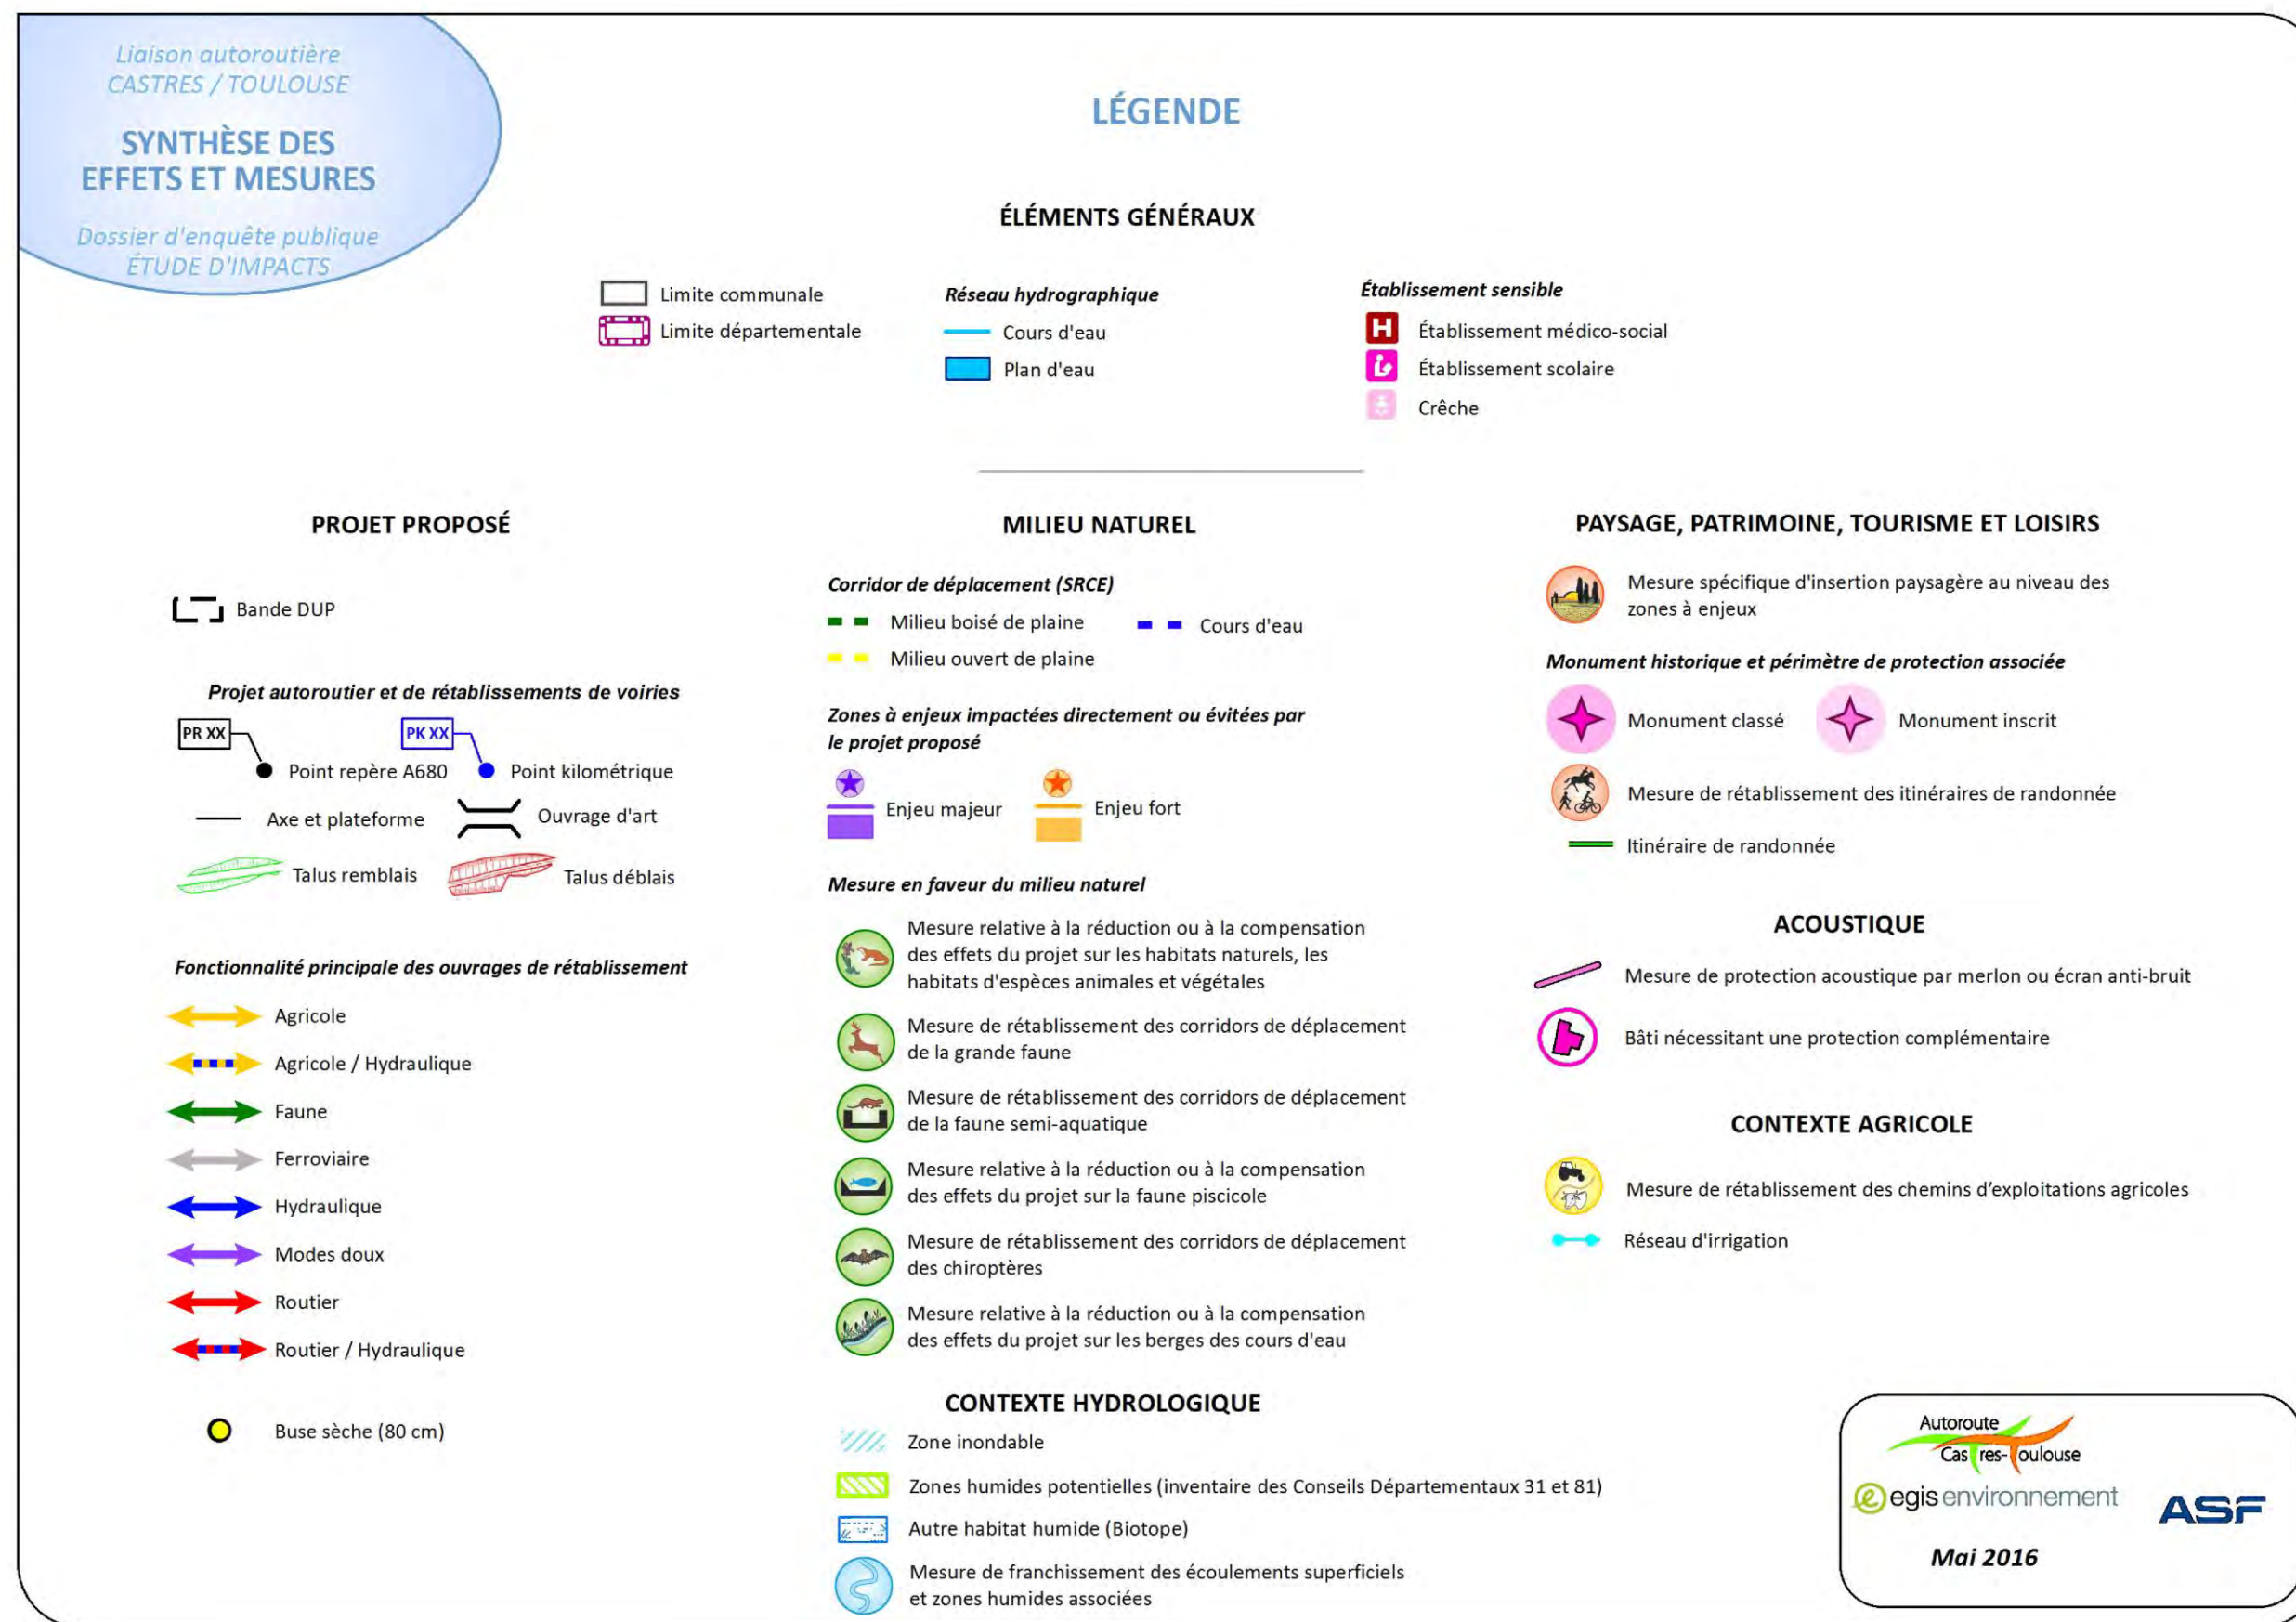 Liaison autoroutière
CASTRES / TOULOUSE
SYNTHÈSE DES
EFFETS ET MESURES
Dossier d'enquête publique
ÉTUDE D'IMPACTS
LÉGENDE
ÉLÉMENTS GÉNÉRAUX
Limite communale
Limite départementale
Réseau hydrographique
Cours d'eau
Plan d'eau
Établissement sensible
H Établissement médico-social
Établissement scolaire
Crêche
PROJET PROPOSÉ
Bande DUP
Projet autoroutier et de rétablissements de voiries
PR XX
PK XX
Point repère A680
Point kilométrique
Axe et plateforme
Ouvrage d'art
Talus remblais
Talus déblais
Fonctionnalité principale des ouvrages de rétablissement
Agricole
Agricole / Hydraulique
Faune
Ferroviaire
Hydraulique
Modes doux
Routier
Routier / Hydraulique
Buse sèche (80 cm)
MILIEU NATUREL
Corridor de déplacement (SRCE)
Milieu boisé de plaine
Cours d'eau
Milieu ouvert de plaine
Zones à enjeux impactées directement ou évitées par
le projet proposé
Enjeu majeur
Enjeu fort
Mesure en faveur du milieu naturel
Mesure relative à la réduction ou à la compensation
des effets du projet sur les habitats naturels, les
habitats d'espèces animales et végétales
Mesure de rétablissement des corridors de déplacement
de la grande faune
Mesure de rétablissement des corridors de déplacement
de la faune semi-aquatique
Mesure relative à la réduction ou à la compensation
des effets du projet sur la faune piscicole
Mesure de rétablissement des corridors de déplacement
des chiroptères
Mesure relative à la réduction ou à la compensation
des effets du projet sur les berges des cours d'eau
CONTEXTE HYDROLOGIQUE
Zone inondable
Zones humides potentielles (inventaire des Conseils Départementaux 31 et 81)
Autre habitat humide (Biotope)
Mesure de franchissement des écoulements superficiels
et zones humides associées
PAYSAGE, PATRIMOINE, TOURISME ET LOISIRS
Mesure spécifique d'insertion paysagère au niveau des
zones à enjeux
Monument historique et périmètre de protection associée
Monument classé
Monument inscrit
Mesure de rétablissement des itinéraires de randonnée
Itinéraire de randonnée
ACOUSTIQUE
Mesure de protection acoustique par merlon ou écran anti-bruit
Bâti nécessitant une protection complémentaire
CONTEXTE AGRICOLE
Mesure de rétablissement des chemins d’exploitations agricoles
Réseau d'irrigation
Autoroute
Castres-Toulouse
egis environnement
ASF
Mai 2016